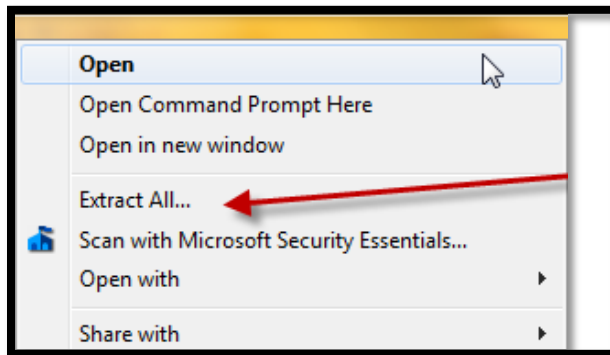 Open
Open Command Prompt Here
Open in new window
Extract All...
Scan with Microsoft Security Essentials...
Open with
Share with